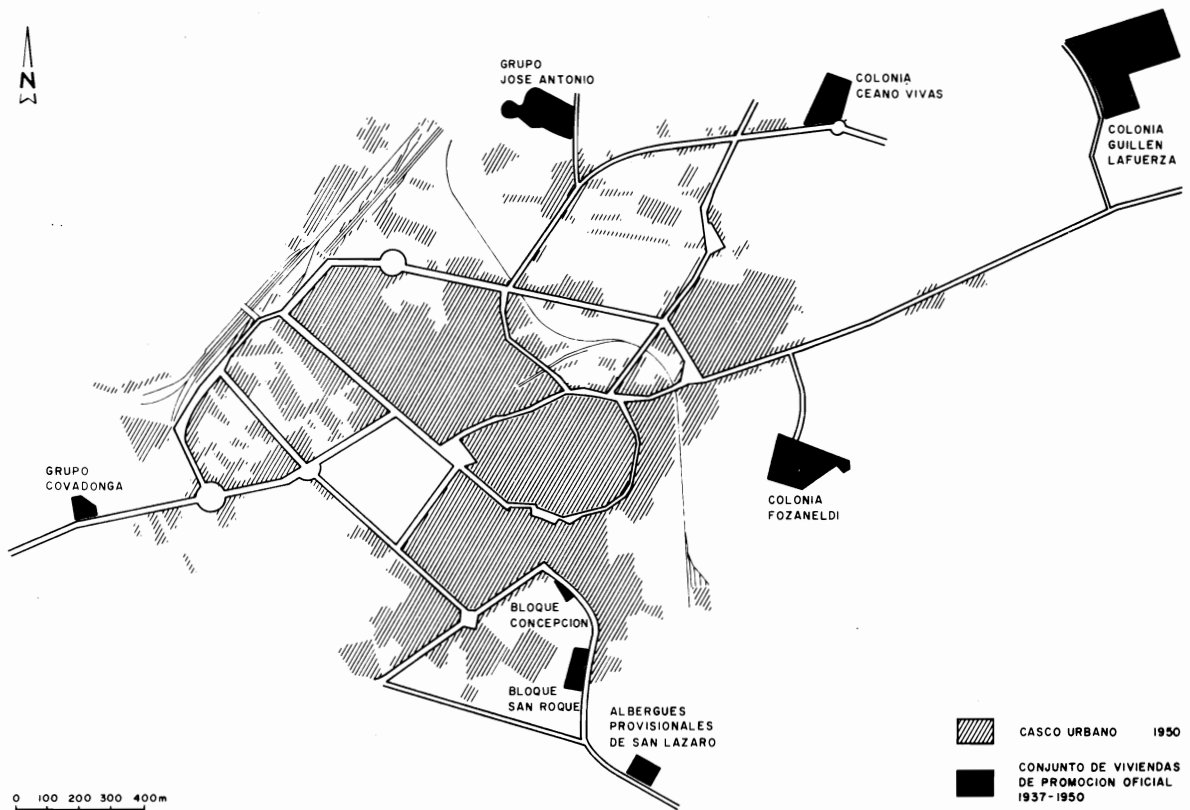 N
GRUPO
JOSE ANTONIO
COLONIA
CEANO VIVAS
COLONIA
GUILLEN
LAFUERZA
GRUPO
COVADONGA
COLONIA
FOZANELDI
BLOQUE
CONCEPCION
BLOQUE
SAN ROQUE
ALBERGUES
PROVISIONALES
DE SAN LAZARO
CASCO URBANO 1950
CONJUNTO DE VIVIENDAS
DE PROMOCION OFICIAL
1937-1950
0 100 200 300 400m